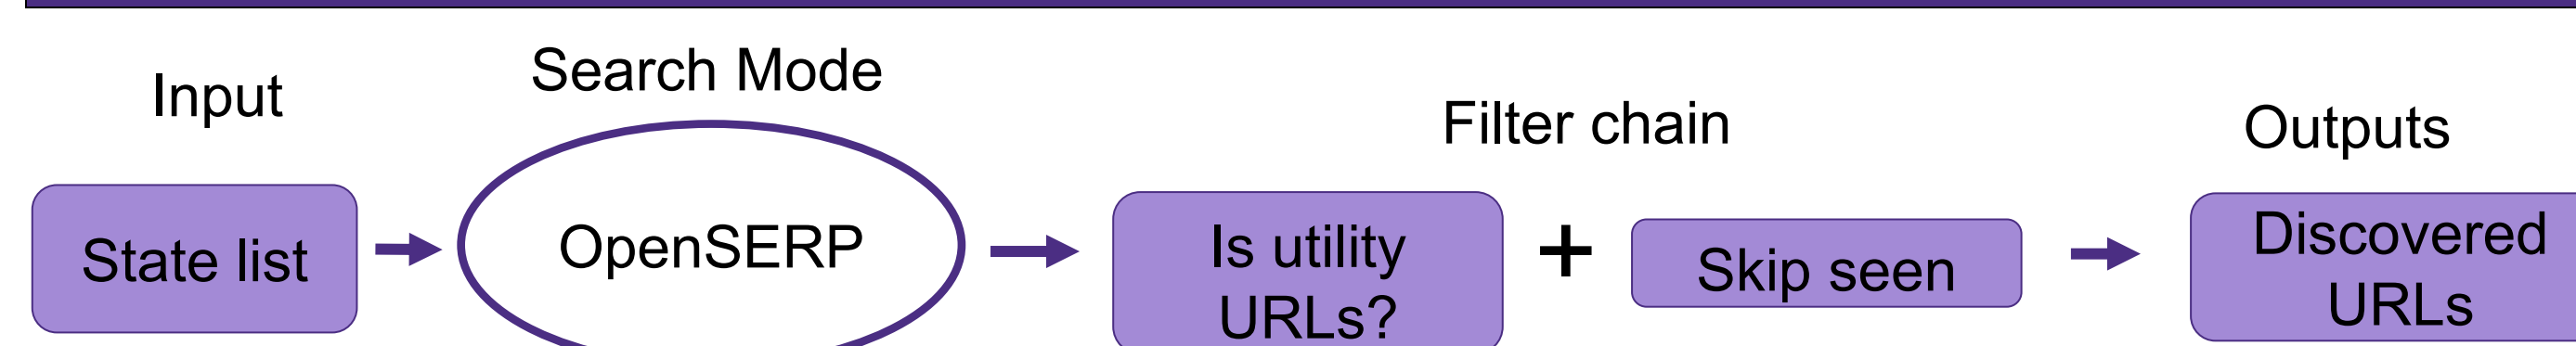 Input
Search Mode
Filter chain
Outputs
State list
OpenSERP
Is utility
URLs?
+
Skip seen
Discovered
URLs